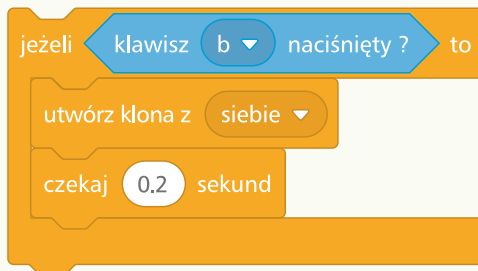 jeżeli klawisz b naciśnięty ? to
utwórz klona z siebie
czekaj 0.2 sekund